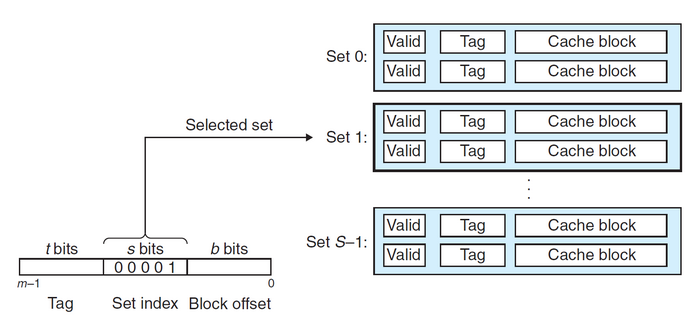 Set 0:
Valid Tag Cache block
Valid Tag Cache block
Selected set
Set 1:
Valid Tag Cache block
Valid Tag Cache block
. . .
Set S–1:
Valid Tag Cache block
Valid Tag Cache block
t bits s bits b bits
0 0 0 0 1
m–1 0
Tag Set index Block offset